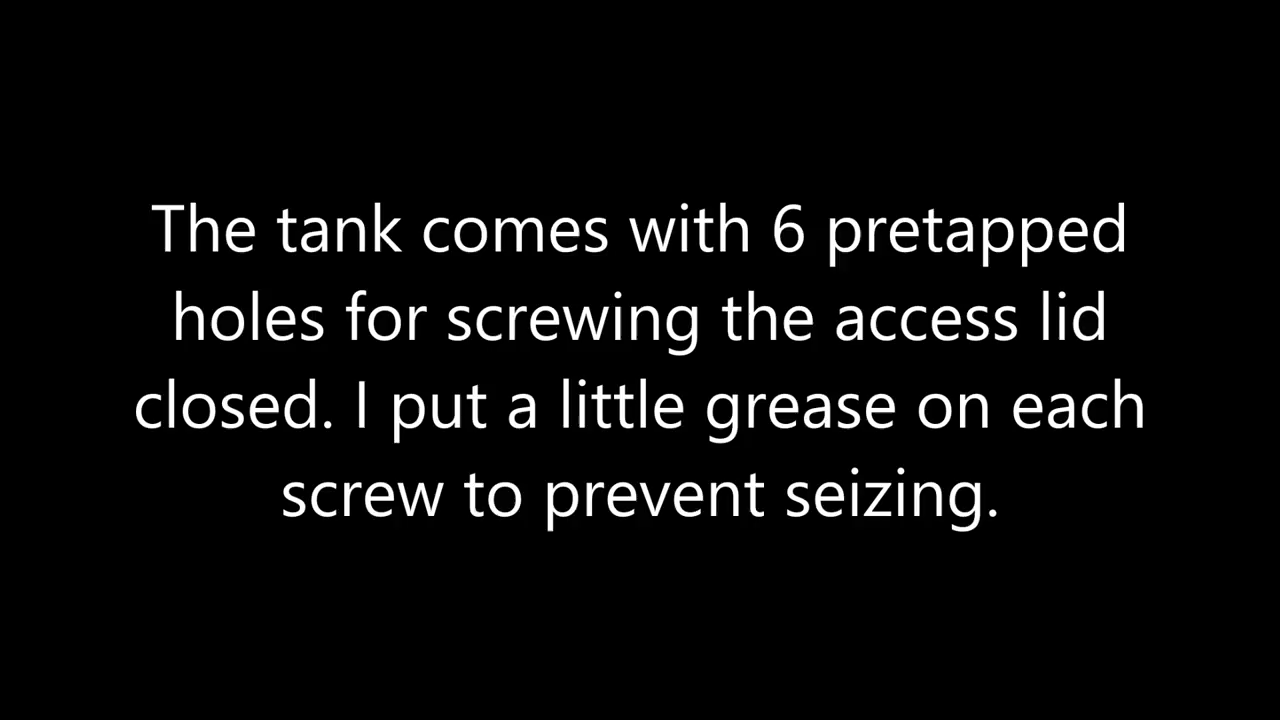 The tank comes with 6 pretapped
holes for screwing the access lid
closed. I put a little grease on each
screw to prevent seizing.